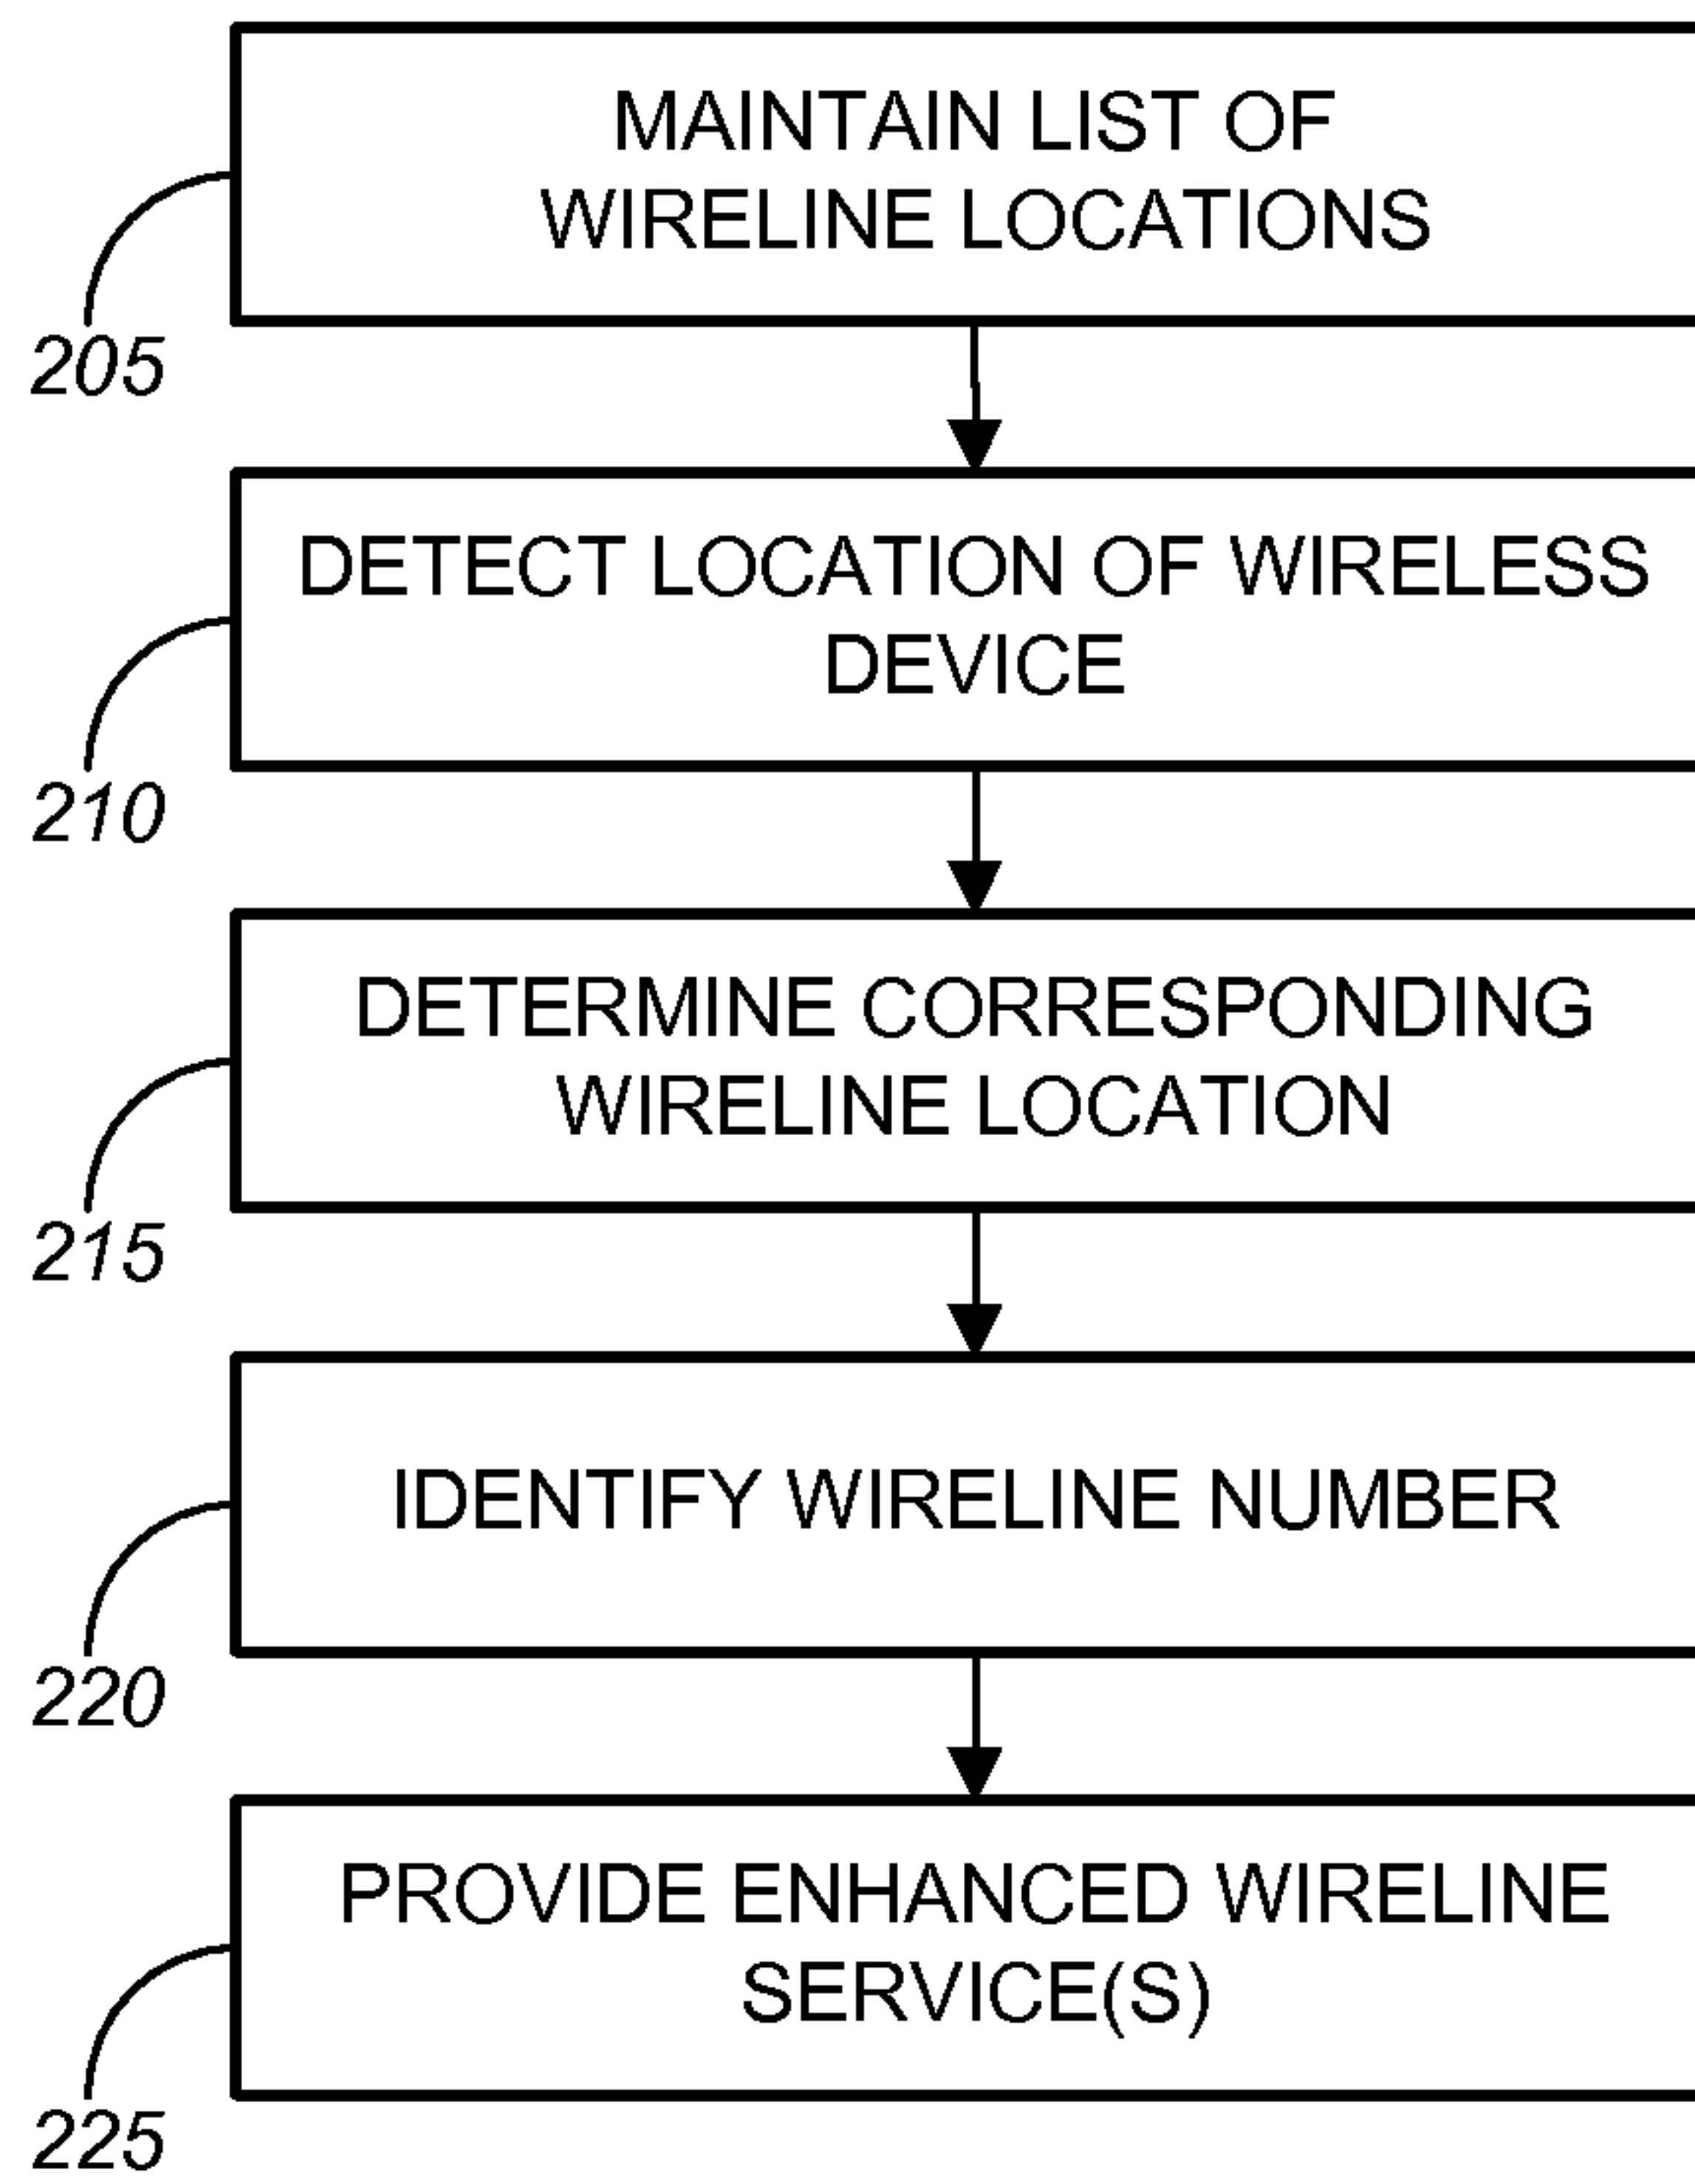 MAINTAIN LIST OF
WIRELINE LOCATIONS
205
DETECT LOCATION OF WIRELESS
DEVICE
210
DETERMINE CORRESPONDING
WIRELINE LOCATION
215
IDENTIFY WIRELINE NUMBER
220
PROVIDE ENHANCED WIRELINE
SERVICE(S)
225